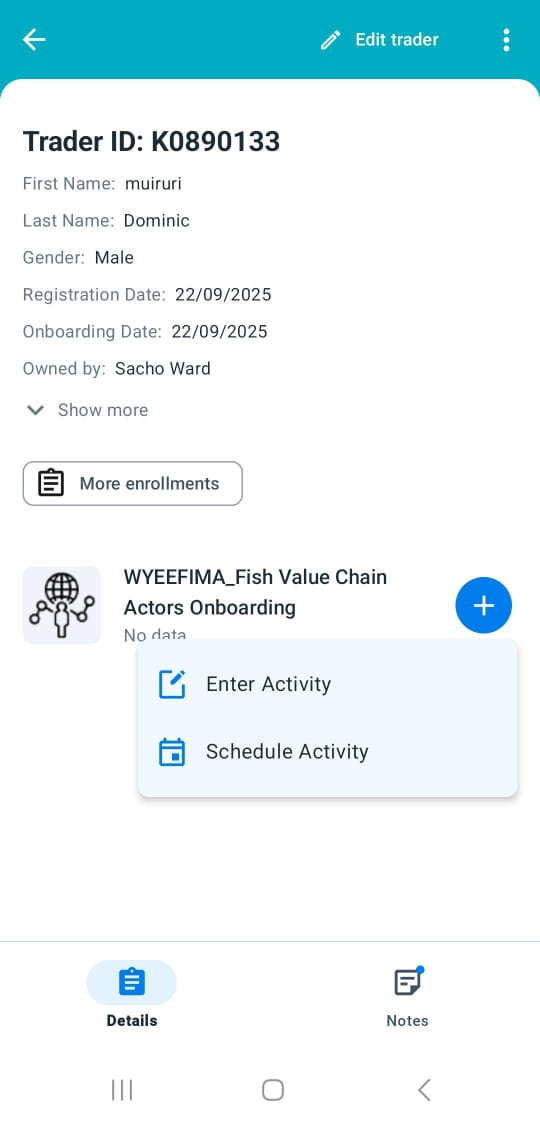 Edit trader
Trader ID: K0890133
First Name: muiruri
Last Name: Dominic
Gender: Male
Registration Date: 22/09/2025
Onboarding Date: 22/09/2025
Owned by: Sacho Ward
Show more
More enrollments
WYEEFIMA_Fish Value Chain
Actors Onboarding
No data
Enter Activity
Schedule Activity
Details
Notes